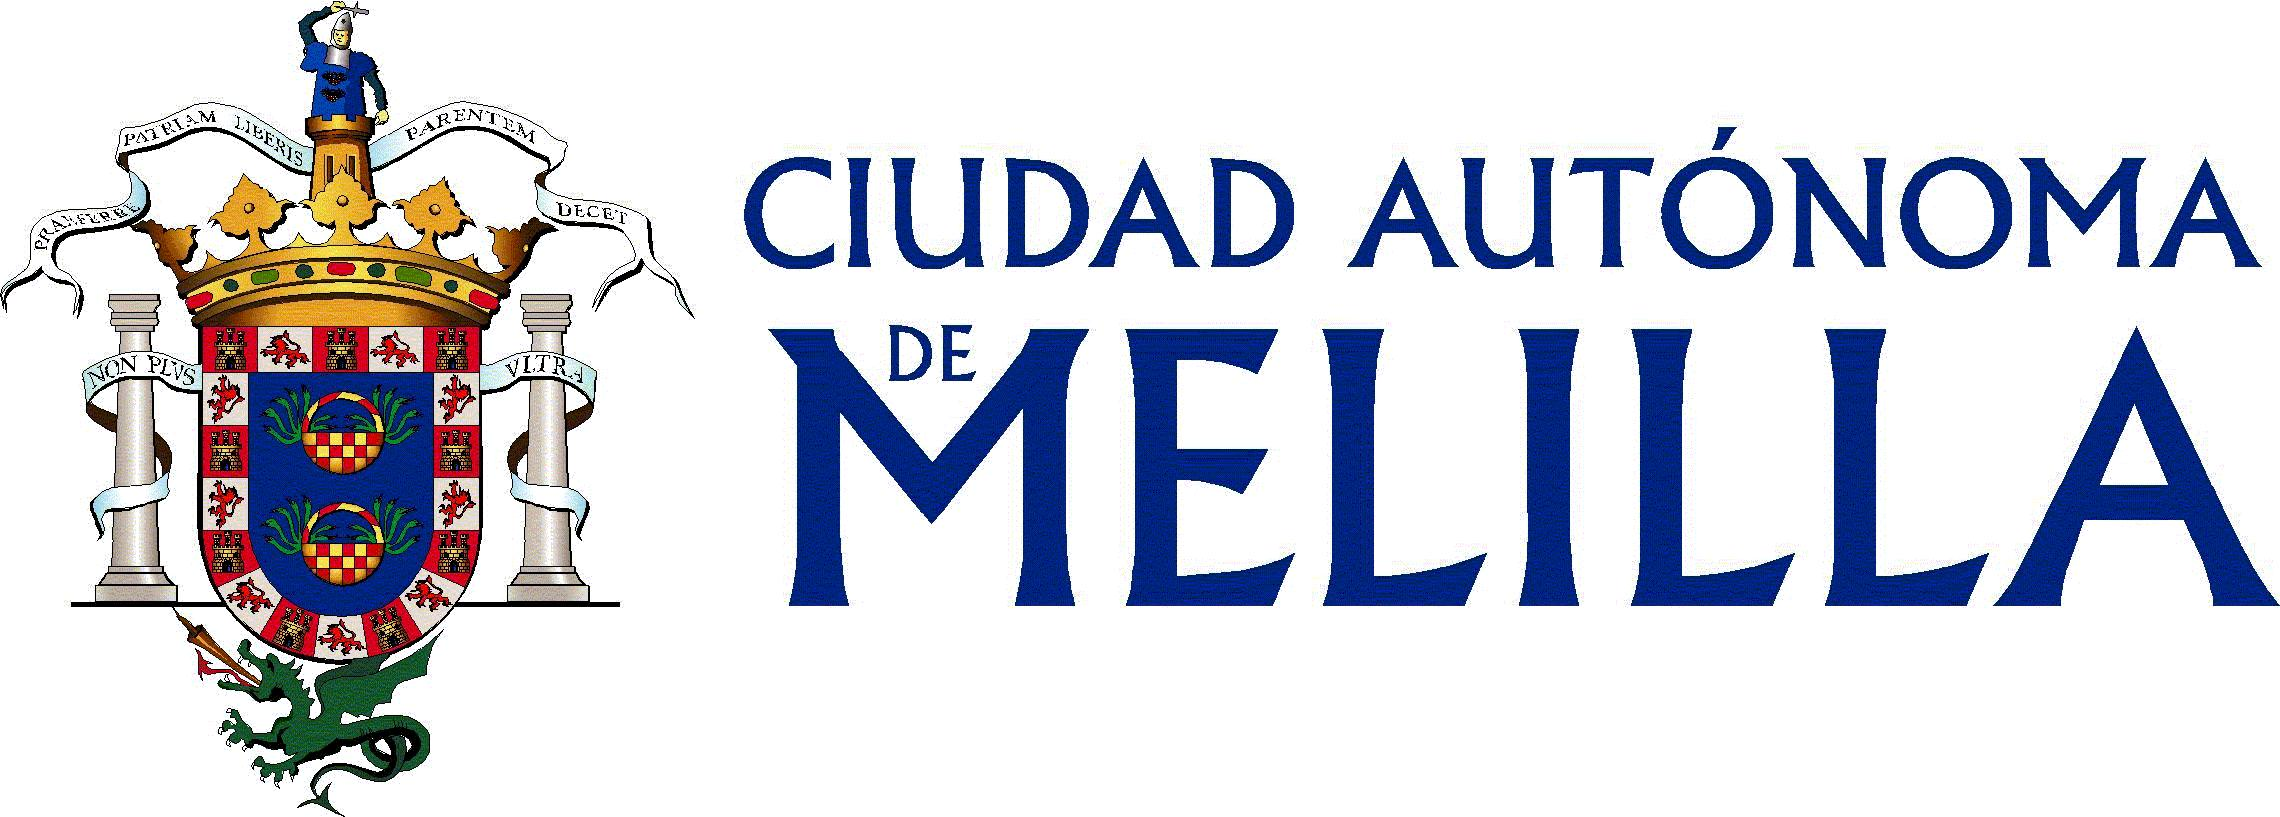 PRAEFERRE PATRIAM LIBERIS PARENTEM DECET
NON PLVS VLTRA
CIUDAD AUTÓNOMA
DE
MELILLA